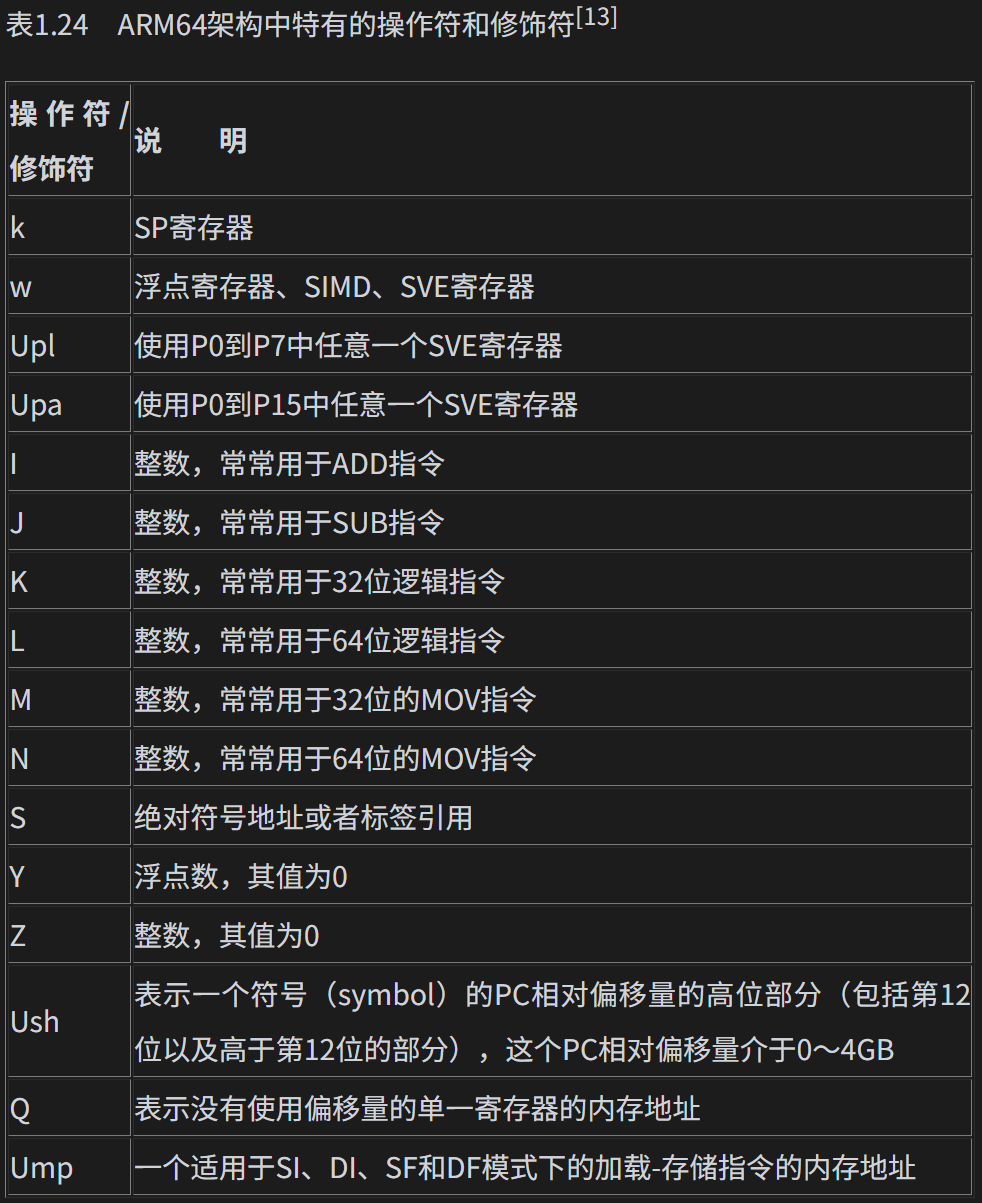 表1.24 ARM64架构中特有的操作符和修饰符[13]
操作符/
修饰符
说 明
k SP寄存器
w 浮点寄存器、SIMD、SVE寄存器
Upl 使用P0到P7中任意一个SVE寄存器
Upa 使用P0到P15中任意一个SVE寄存器
I 整数，常常用于ADD指令
J 整数，常常用于SUB指令
K 整数，常常用于32位逻辑指令
L 整数，常常用于64位逻辑指令
M 整数，常常用于32位的MOV指令
N 整数，常常用于64位的MOV指令
S 绝对符号地址或者标签引用
Y 浮点数，其值为0
Z 整数，其值为0
Ush
表示一个符号（symbol）的PC相对偏移量的高位部分（包括第12
位以及高于第12位的部分），这个PC相对偏移量介于0～4GB
Q 表示没有使用偏移量的单一寄存器的内存地址
Ump 一个适用于SI、DI、SF和DF模式下的加载-存储指令的内存地址